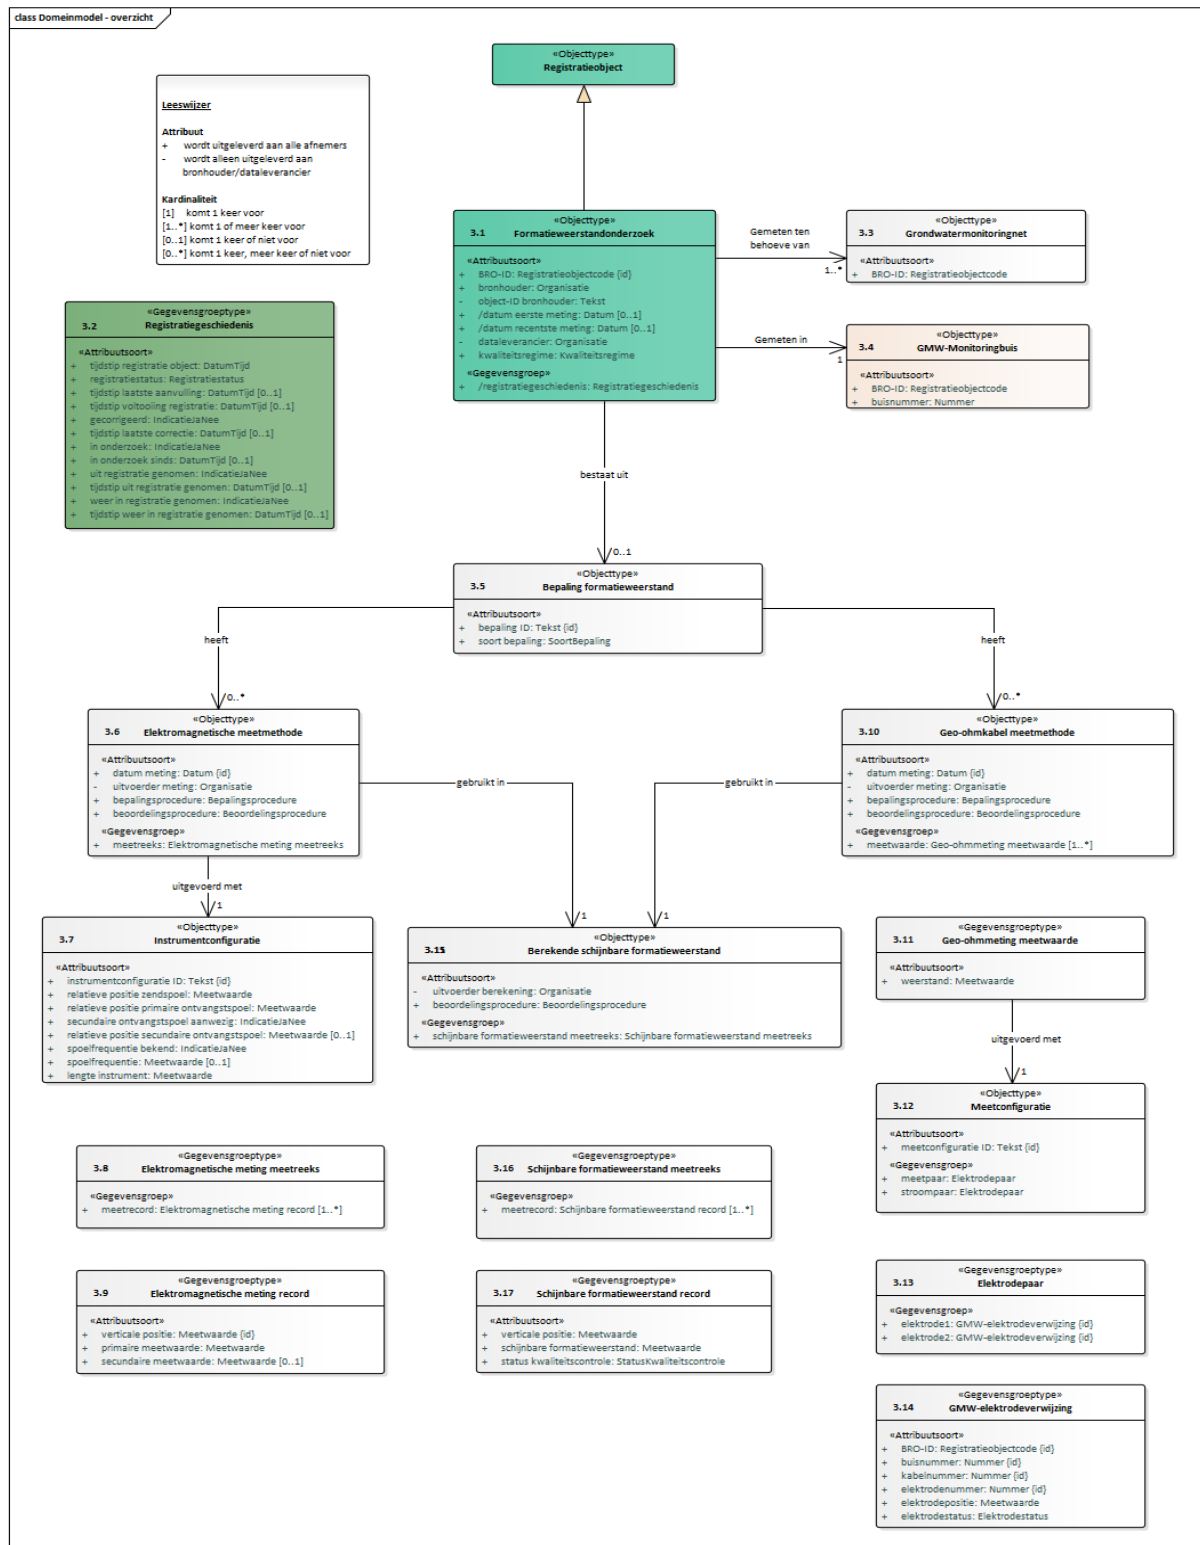 class Domeinmodel - overzicht
«Objecttype»
Registratieobject
Leeswijzer
Attribuut
+ wordt uitgeleverd aan alle afnemers
- wordt alleen uitgeleverd aan
bronhouder/dataleverancier
Kardinaliteit
[1] komt 1 keer voor
[1..*] komt 1 of meer keer voor
[0..1] komt 1 keer of niet voor
[0..*] komt 1 keer, meer keer of niet voor
«Objecttype»
3.1 Formatieweerstandonderzoek
«Attribuutsoort»
+ BRO-ID: Registratieobjectcode {id}
+ bronhouder: Organisatie
- object-ID bronhouder: Tekst
+ /datum eerste meting: Datum [0..1]
+ /datum recentste meting: Datum [0..1]
- dataleverancier: Organisatie
+ kwaliteitsregime: Kwaliteitsregime
«Gegevensgroep»
+ /registratiegeschiedenis: Registratiegeschiedenis
Gemeten ten
behoeve van
1..*
«Objecttype»
3.3 Grondwatermonitoringnet
«Attribuutsoort»
+ BRO-ID: Registratieobjectcode
Gemeten in
1
«Objecttype»
3.4 GMW-Monitoringbuis
«Attribuutsoort»
+ BRO-ID: Registratieobjectcode
+ buisnummer: Nummer
«Gegevensgroeptype»
3.2 Registratiegeschiedenis
«Attribuutsoort»
+ tijdstip registratie object: DatumTijd
+ registratiestatus: Registratiestatus
+ tijdstip laatste aanvulling: DatumTijd [0..1]
+ tijdstip voltooiing registratie: DatumTijd [0..1]
+ gecorrigeerd: IndicatieJaNee
+ tijdstip laatste correctie: DatumTijd [0..1]
+ in onderzoek: IndicatieJaNee
+ in onderzoek sinds: DatumTijd [0..1]
+ uit registratie genomen: IndicatieJaNee
+ tijdstip uit registratie genomen: DatumTijd [0..1]
+ weer in registratie genomen: IndicatieJaNee
+ tijdstip weer in registratie genomen: DatumTijd [0..1]
bestaat uit
0..1
«Objecttype»
3.5 Bepaling formatieweerstand
«Attribuutsoort»
+ bepaling ID: Tekst {id}
+ soort bepaling: SoortBepaling
heeft
0..*
heeft
0..*
«Objecttype»
3.6 Elektromagnetische meetmethode
«Attribuutsoort»
+ datum meting: Datum {id}
- uitvoerder meting: Organisatie
+ bepalingsprocedure: Bepalingsprocedure
+ beoordelingsprocedure: Beoordelingsprocedure
«Gegevensgroep»
+ meetreeks: Elektromagnetische meting meetreeks
gebruikt in
1
gebruikt in
1
«Objecttype»
3.10 Geo-ohmkabel meetmethode
«Attribuutsoort»
+ datum meting: Datum {id}
- uitvoerder meting: Organisatie
+ bepalingsprocedure: Bepalingsprocedure
+ beoordelingsprocedure: Beoordelingsprocedure
«Gegevensgroep»
+ meetwaarde: Geo-ohmmeting meetwaarde [1..*]
uitgevoerd met
1
«Objecttype»
3.7 Instrumentconfiguratie
«Attribuutsoort»
+ instrumentconfiguratie ID: Tekst {id}
+ relatieve positie zendspoel: Meetwaarde
+ relatieve positie primaire ontvangstspoel: Meetwaarde
+ secundaire ontvangstspoel aanwezig: IndicatieJaNee
+ relatieve positie secundaire ontvangstspoel: Meetwaarde [0..1]
+ spoelfrequentie bekend: IndicatieJaNee
+ spoelfrequentie: Meetwaarde [0..1]
+ lengte instrument: Meetwaarde
«Objecttype»
3.15 Berekende schijnbare formatieweerstand
«Attribuutsoort»
- uitvoerder berekening: Organisatie
+ beoordelingsprocedure: Beoordelingsprocedure
«Gegevensgroep»
+ schijnbare formatieweerstand meetreeks: Schijnbare formatieweerstand meetreeks
«Gegevensgroeptype»
3.11 Geo-ohmmeting meetwaarde
«Attribuutsoort»
+ weerstand: Meetwaarde
uitgevoerd met
1
«Objecttype»
3.12 Meetconfiguratie
«Attribuutsoort»
+ meetconfiguratie ID: Tekst {id}
«Gegevensgroep»
+ meetpaar: Elektrodepaar
+ stroompaar: Elektrodepaar
«Gegevensgroeptype»
3.8 Elektromagnetische meting meetreeks
«Gegevensgroep»
+ meetrecord: Elektromagnetische meting record [1..*]
«Gegevensgroeptype»
3.16 Schijnbare formatieweerstand meetreeks
«Gegevensgroep»
+ meetrecord: Schijnbare formatieweerstand record [1..*]
«Gegevensgroeptype»
3.9 Elektromagnetische meting record
«Attribuutsoort»
+ verticale positie: Meetwaarde {id}
+ primaire meetwaarde: Meetwaarde
+ secundaire meetwaarde: Meetwaarde [0..1]
«Gegevensgroeptype»
3.17 Schijnbare formatieweerstand record
«Attribuutsoort»
+ verticale positie: Meetwaarde
+ schijnbare formatieweerstand: Meetwaarde
+ status kwaliteitscontrole: StatusKwaliteitscontrole
«Gegevensgroeptype»
3.13 Elektrodepaar
«Gegevensgroep»
+ elektrode1: GMW-elektrodeverwijzing {id}
+ elektrode2: GMW-elektrodeverwijzing {id}
«Gegevensgroeptype»
3.14 GMW-elektrodeverwijzing
«Attribuutsoort»
+ BRO-ID: Registratieobjectcode {id}
+ buisnummer: Nummer {id}
+ kabelnummer: Nummer {id}
+ elektrodenummer: Nummer {id}
+ elektrodepositie: Meetwaarde
+ elektrodestatus: Elektrodestatus